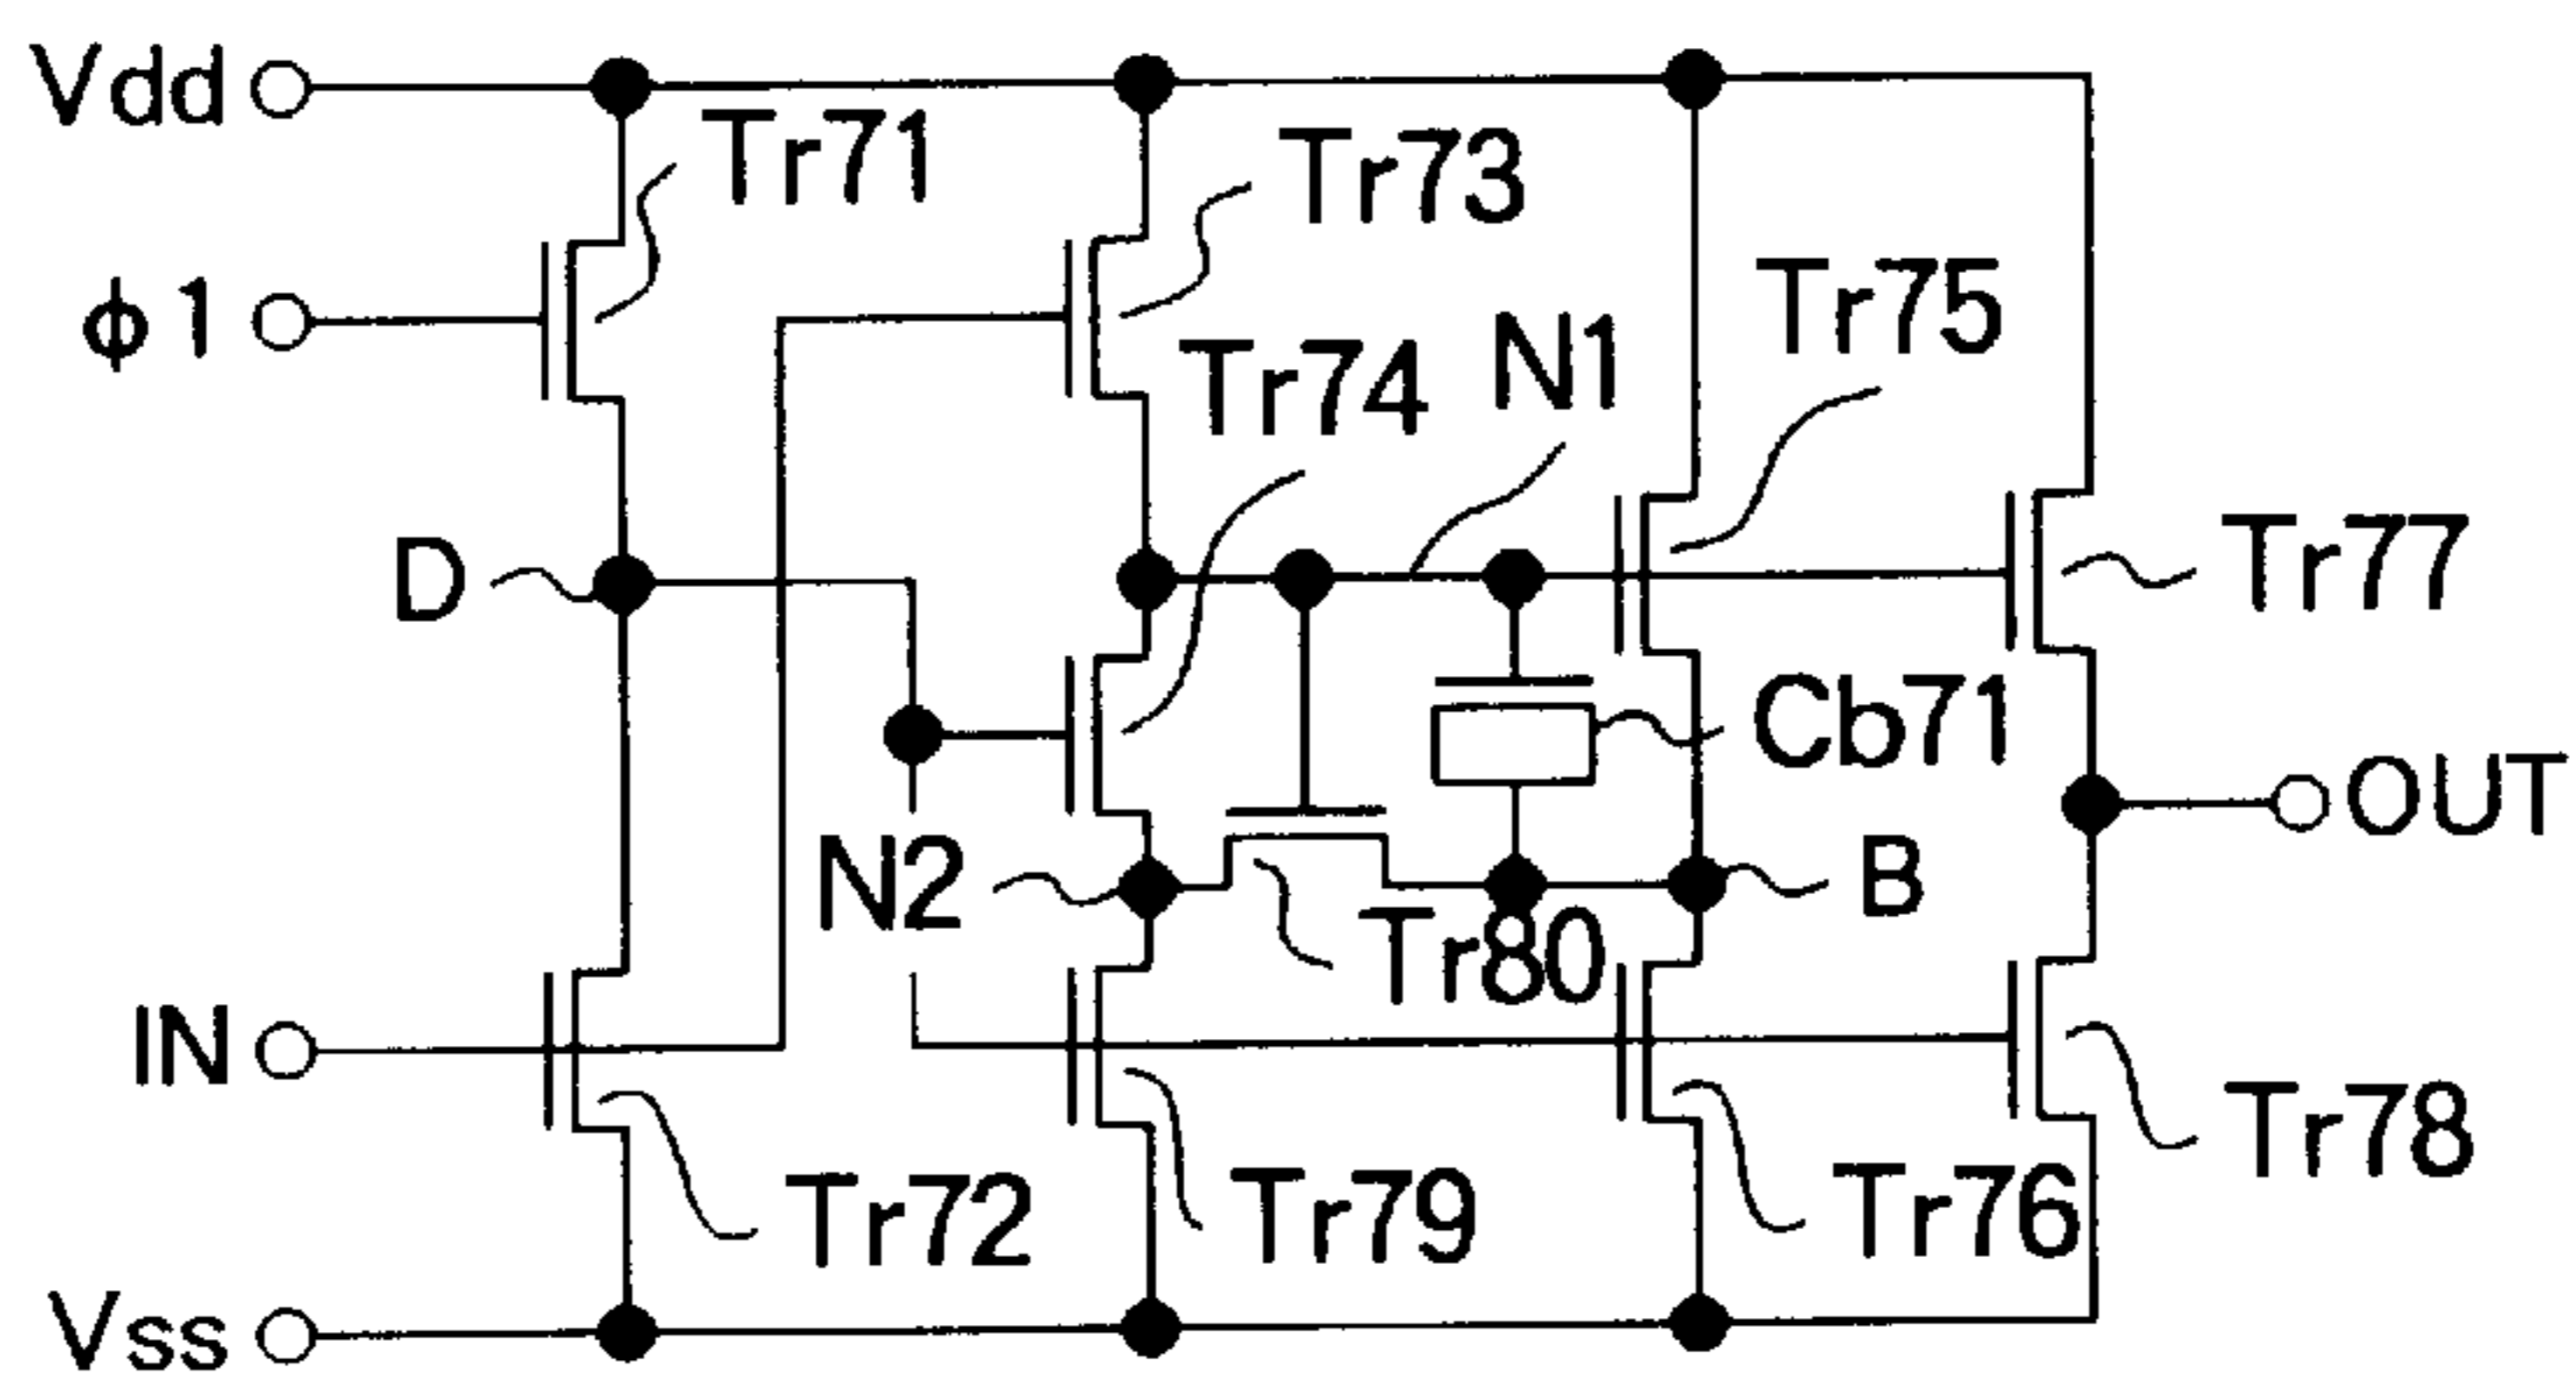 Vdd
Tr71
Tr73
φ1
Tr75
N1
Tr74
D
Tr77
Cb71
OUT
N2
B
Tr80
IN
Tr78
Tr72
Tr79
Tr76
Vss